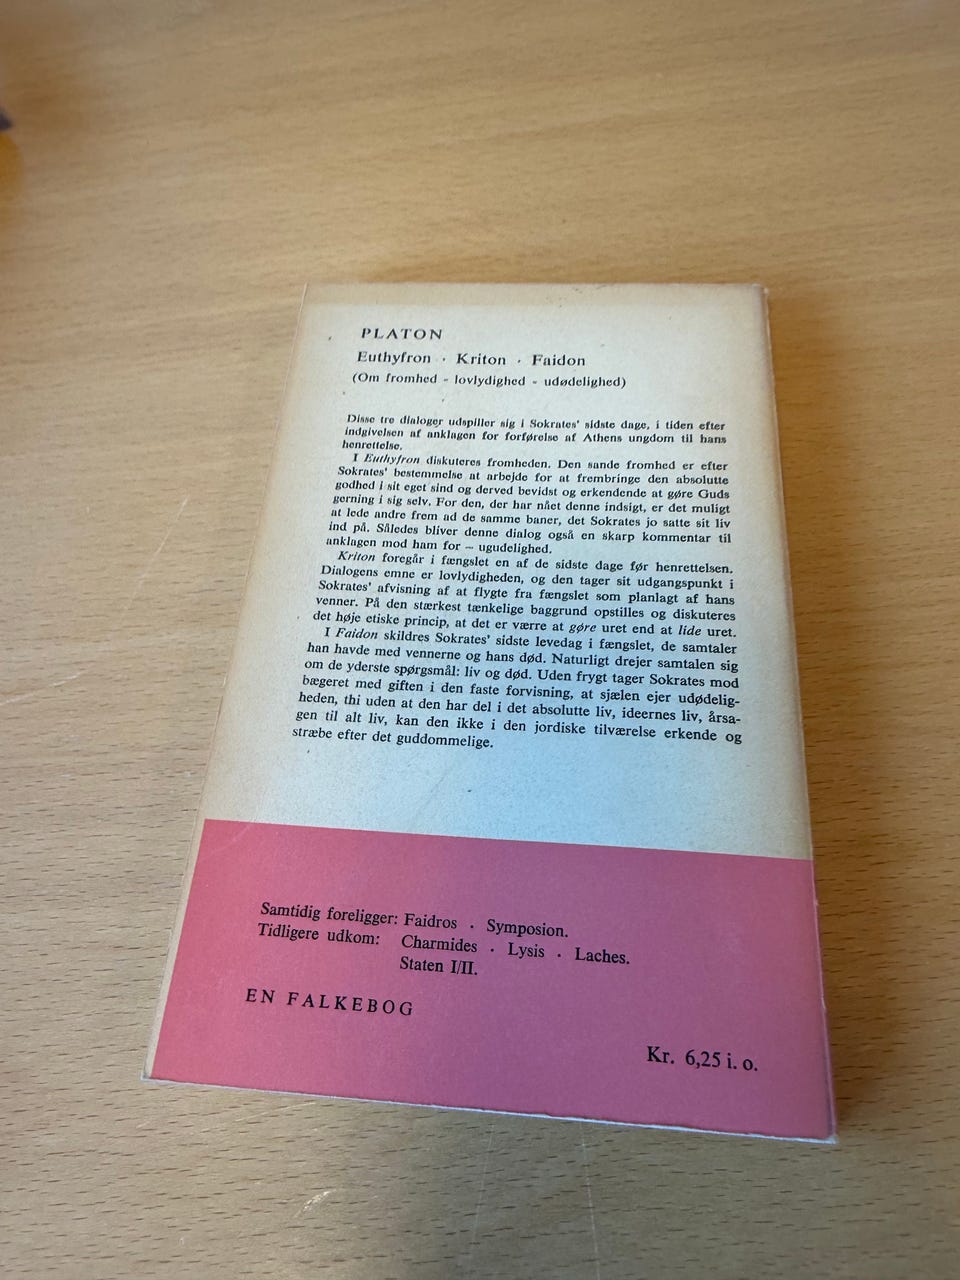 PLATON
Euthyfron · Kriton · Faidon
(Om fromhed - lovlydighed - udødelighed)
Disse tre dialoger udspiller sig i Sokrates' sidste dage, i tiden efter
indgivelsen af anklagen for forførelse af Athens ungdom til hans
henrettelse.
I Euthyfron diskuteres fromheden. Den sande fromhed er efter
Sokrates' bestemmelse at arbejde for at frembringe den absolutte
godhed i sit eget sind og derved bevidst og erkendende at gøre Guds
gerning i sig selv. For den, der har nået denne indsigt, er det muligt
at lede andre frem ad de samme baner, det Sokrates jo satte sit liv
ind på. Således bliver denne dialog også en skarp kommentar til
anklagen mod ham for – ugudelighed.
Kriton foregår i fængslet en af de sidste dage før henrettelsen.
Dialogens emne er lovlydigheden, og den tager sit udgangspunkt i
Sokrates' afvisning af at flygte fra fængslet som planlagt af hans
venner. På den stærkest tænkelige baggrund opstilles og diskuteres
det høje etiske princip, at det er værre at gøre uret end at lide uret.
I Faidon skildres Sokrates' sidste levedag i fængslet, de samtaler
han havde med vennerne og hans død. Naturligt drejer samtalen sig
om de yderste spørgsmål: liv og død. Uden frygt tager Sokrates mod
bægeret med giften i den faste forvisning, at sjælen ejer udødelig-
heden, thi uden at den har del i det absolutte liv, ideernes liv, årsa-
gen til alt liv, kan den ikke i den jordiske tilværelse erkende og
stræbe efter det guddommelige.
Samtidig foreligger: Faidros · Symposion.
Tidligere udkom: Charmides · Lysis · Laches.
Staten I/II.
EN FALKEBOG
Kr. 6,25 i. o.